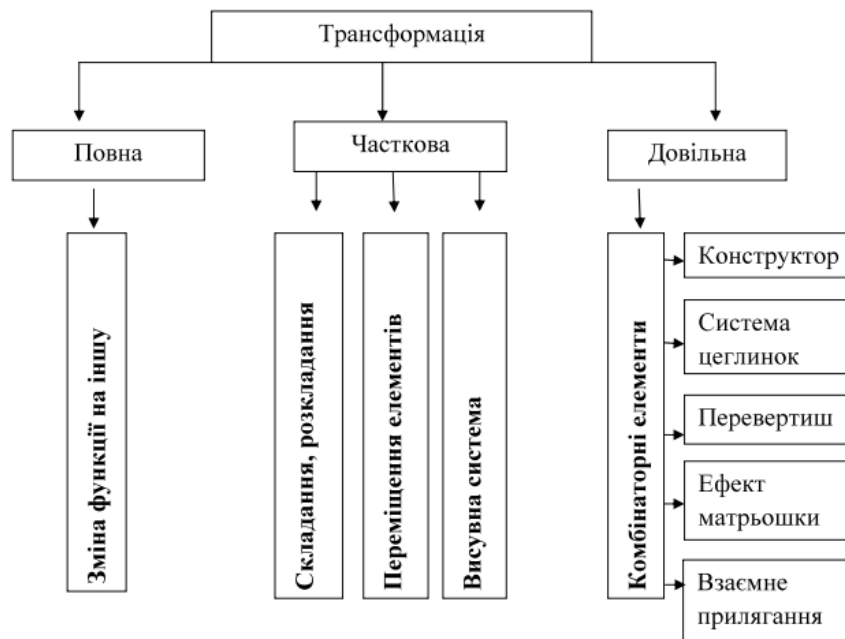 Трансформація
Повна
Часткова
Довільна
Зміна функції на іншу
Складання, розкладання
Переміщення елементів
Висувна система
Комбінаторні елементи
Конструктор
Система
цеглинок
Перевертиш
Ефект
матрьошки
Взаємне
прилягання